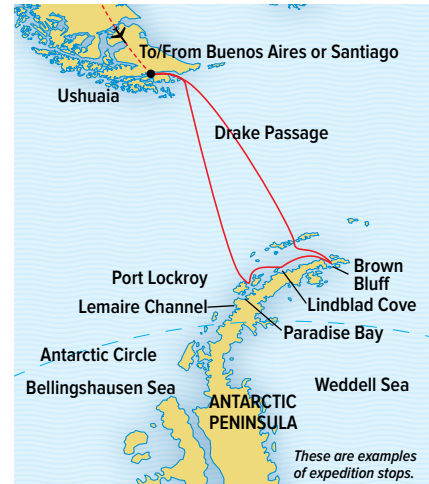 To/From Buenos Aires or Santiago
Ushuaia
Drake Passage
Brown
Bluff
Port Lockroy
Lindblad Cove
Lemaire Channel
Paradise Bay
Antarctic Circle
Bellingshausen Sea
Weddell Sea
ANTARCTIC
PENINSULA
These are examples
of expedition stops.